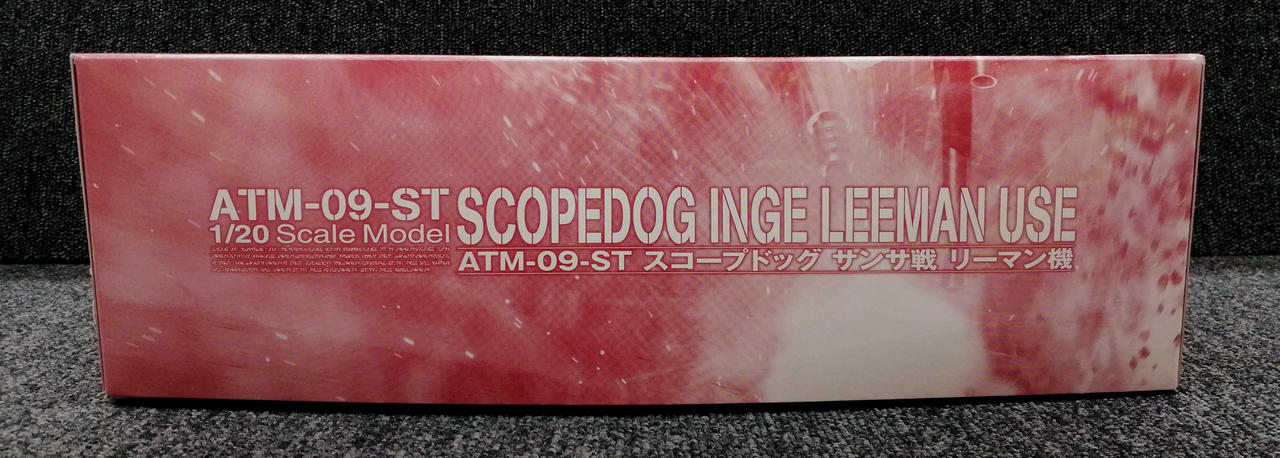 ATM-09-ST
1/20 Scale Model
SCOPEDOG INGE LEEMAN USE
ATM-09-ST スコープドッグ サンサ戦 リーマン機